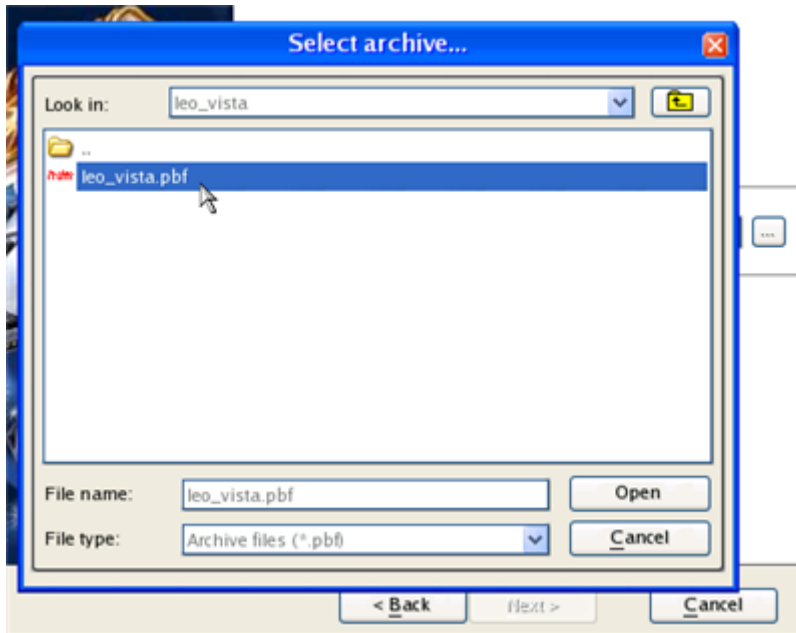 Select archive...
Look in: leo_vista
..
leo_vista.pbf
...
File name: leo_vista.pbf Open
File type: Archive files (*.pbf) Cancel
< Back Next > Cancel